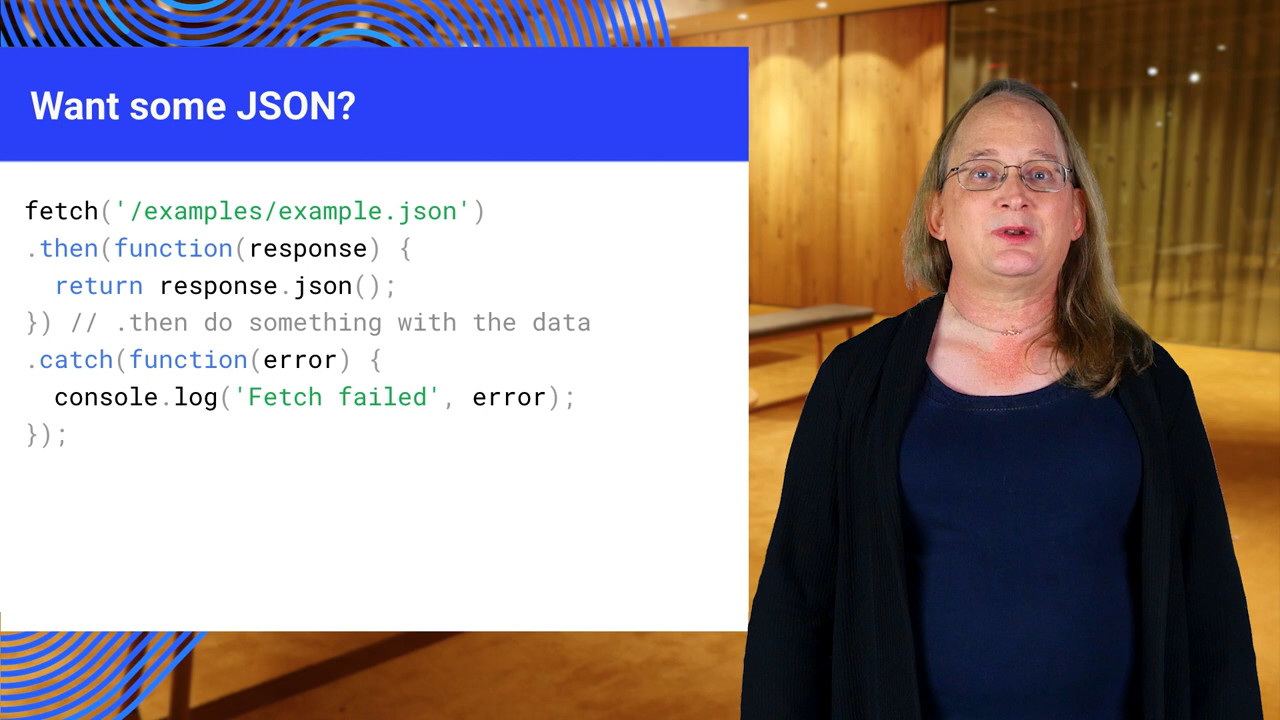 Want some JSON?
fetch('/examples/example.json')
.then(function(response) {
  return response.json();
}) // .then do something with the data
.catch(function(error) {
  console.log('Fetch failed', error);
});